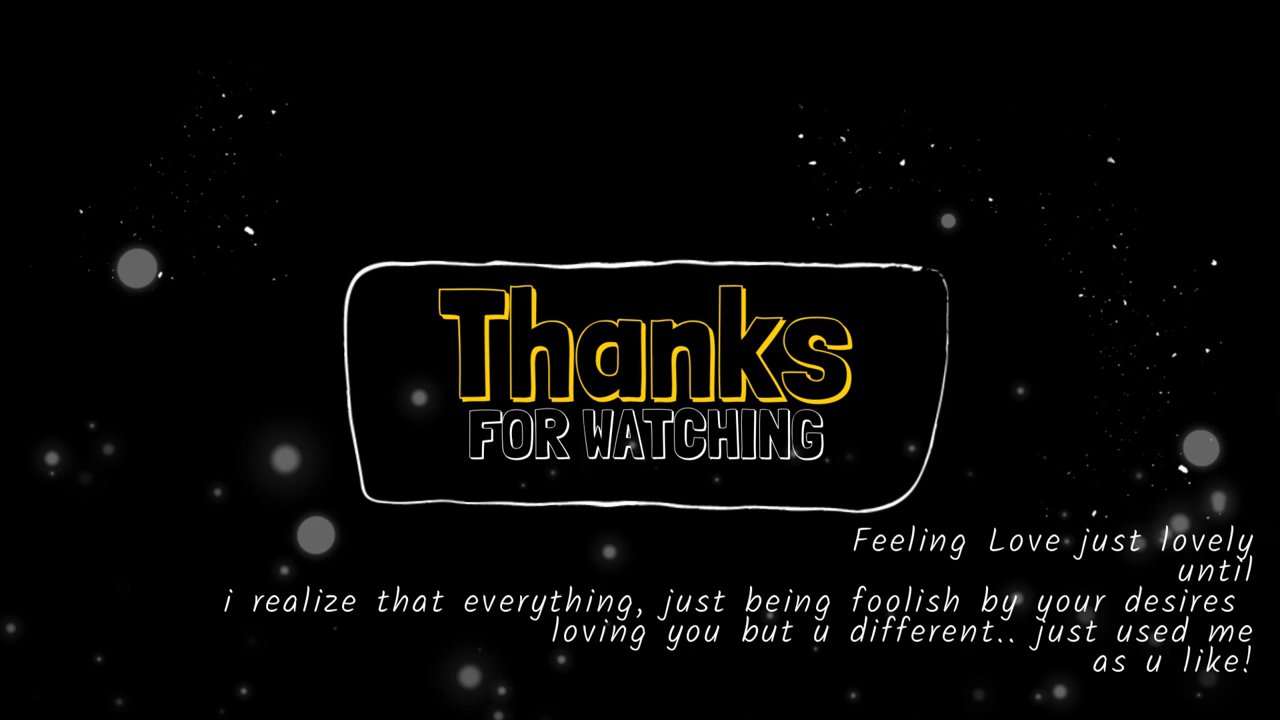 Thanks
FOR WATCHING
Feeling Love just lovely
until
i realize that everything, just being foolish by your desires
loving you but u different.. just used me
as u like!